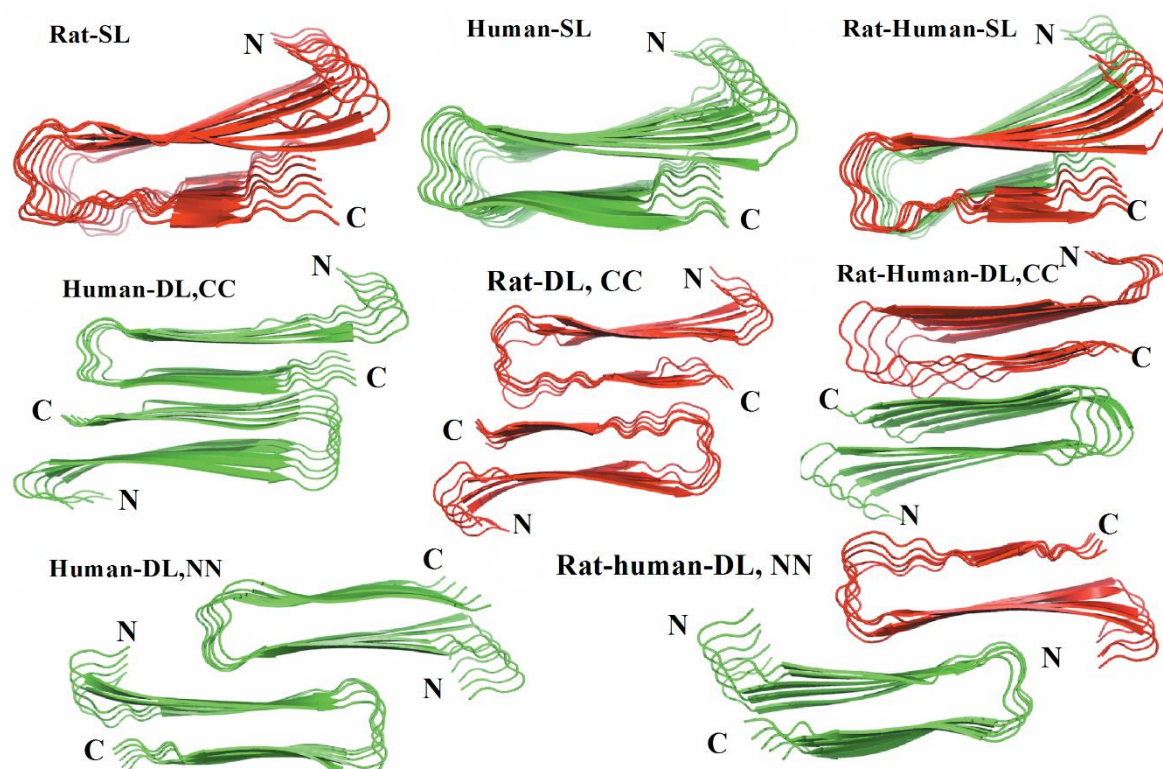 Rat-SL
N
C
Human-SL
N
C
Rat-Human-SL
N
C
Human-DL,CC
N
C
C
N
Rat-DL, CC
N
C
C
N
Rat-Human-DL,CC
N
C
C
N
Human-DL,NN
C
N
N
C
Rat-human-DL, NN
C
N
N
C